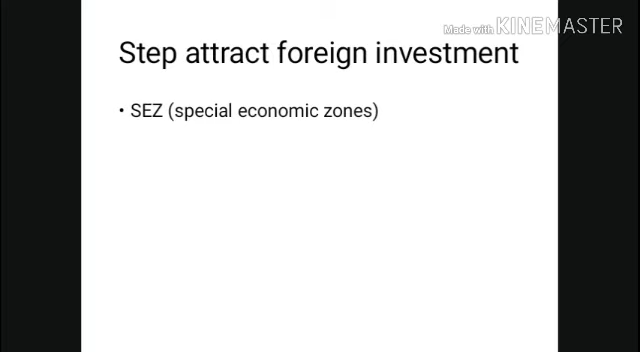 Made with KINEMASTER
Step attract foreign investment
• SEZ (special economic zones)